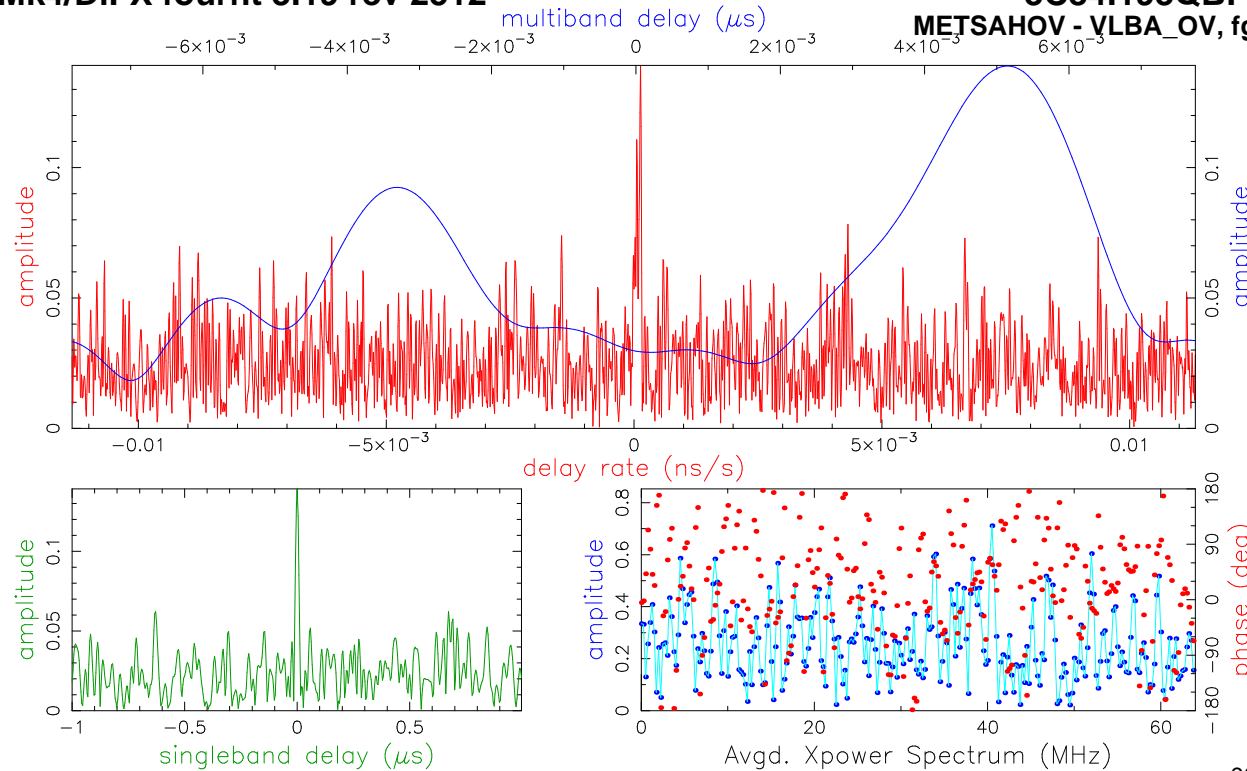 multiband delay (μs)
METSAHOV - VLBA_OV, fg
−6×10⁻³ −4×10⁻³ −2×10⁻³ 0 2×10⁻³ 4×10⁻³ 6×10⁻³
amplitude
0 0.05 0.1
0 0.05 0.1
amplitude
−0.01 −5×10⁻³ 0 5×10⁻³ 0.01
delay rate (ns/s)
amplitude
0 0.05 0.1
−1 −0.5 0 0.5
singleband delay (μs)
amplitude
0 0.2 0.4 0.6 0.8
−180 −90 0 90 180
phase (deg)
0 20 40 60
Avgd. Xpower Spectrum (MHz)